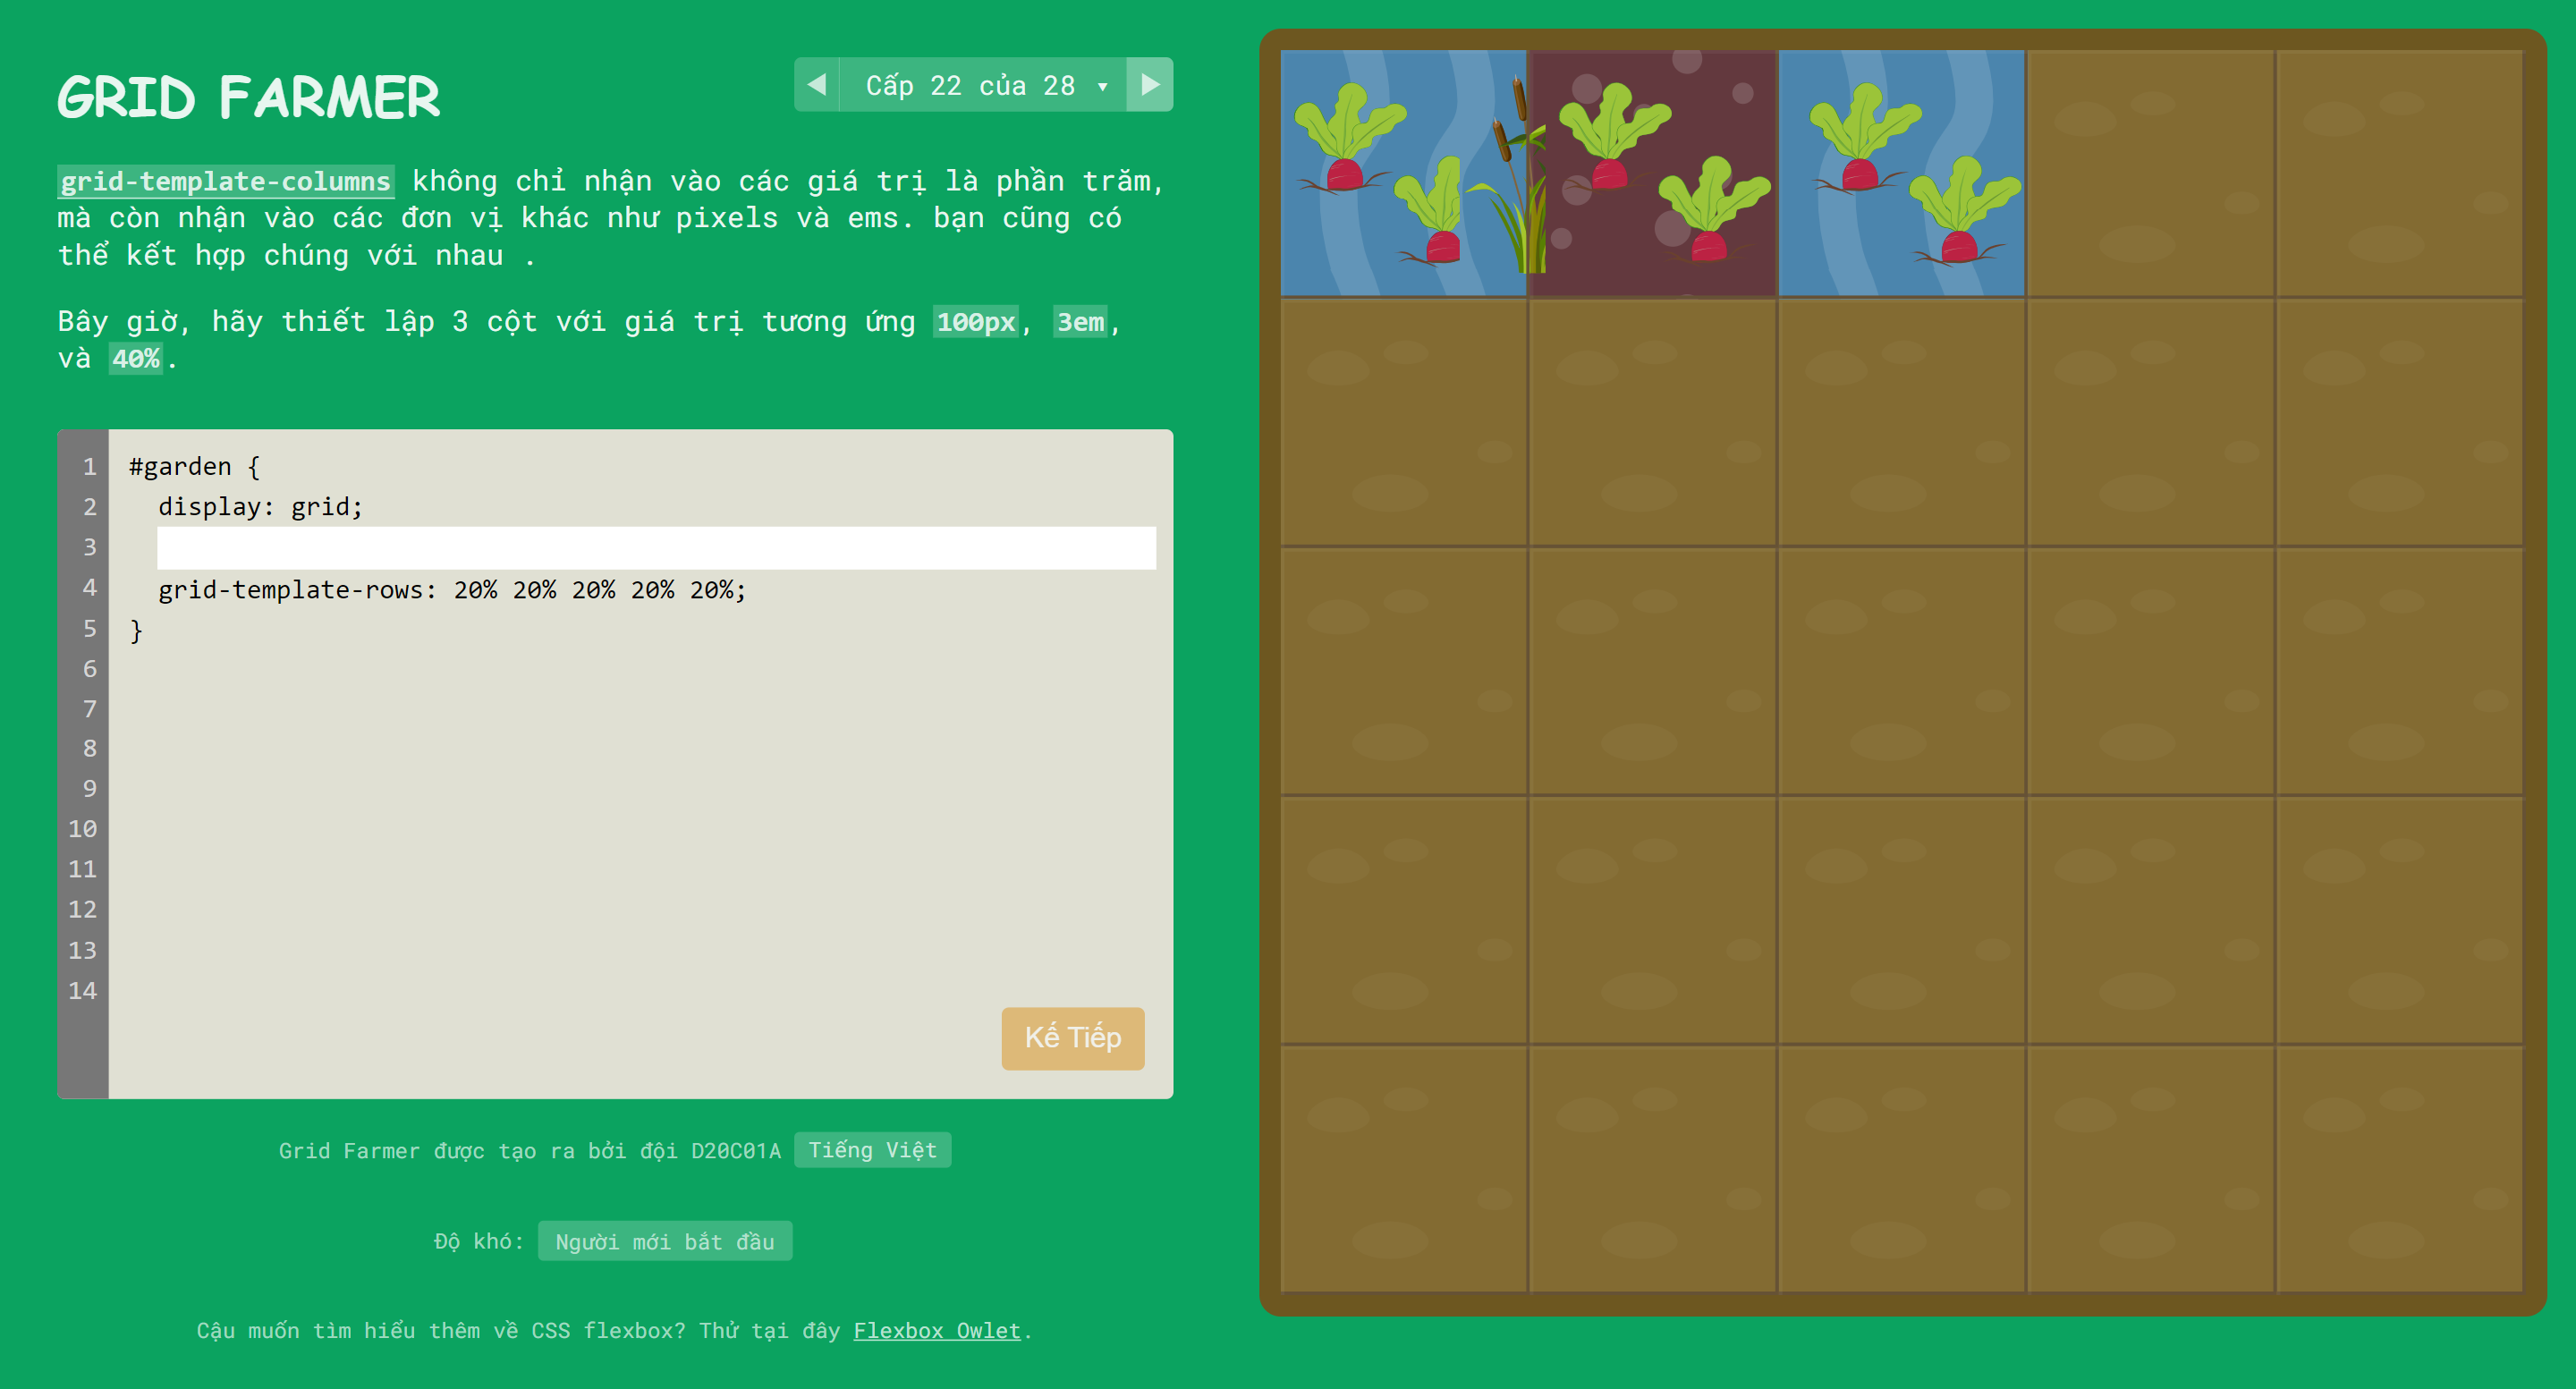 GRID FARMER
Cấp 22 của 28 ▾
grid-template-columns không chỉ nhận vào các giá trị là phần trăm,
mà còn nhận vào các đơn vị khác như pixels và ems. bạn cũng có
thể kết hợp chúng với nhau .
Bây giờ, hãy thiết lập 3 cột với giá trị tương ứng 100px, 3em,
và 40%.
1 #garden {
2 display: grid;
3
4 grid-template-rows: 20% 20% 20% 20% 20%;
5 }
6
7
8
9
10
11
12
13
14
Kế Tiếp
Grid Farmer được tạo ra bởi đội D20C01A Tiếng Việt
Độ khó: Người mới bắt đầu
Cậu muốn tìm hiểu thêm về CSS flexbox? Thử tại đây Flexbox Owlet.